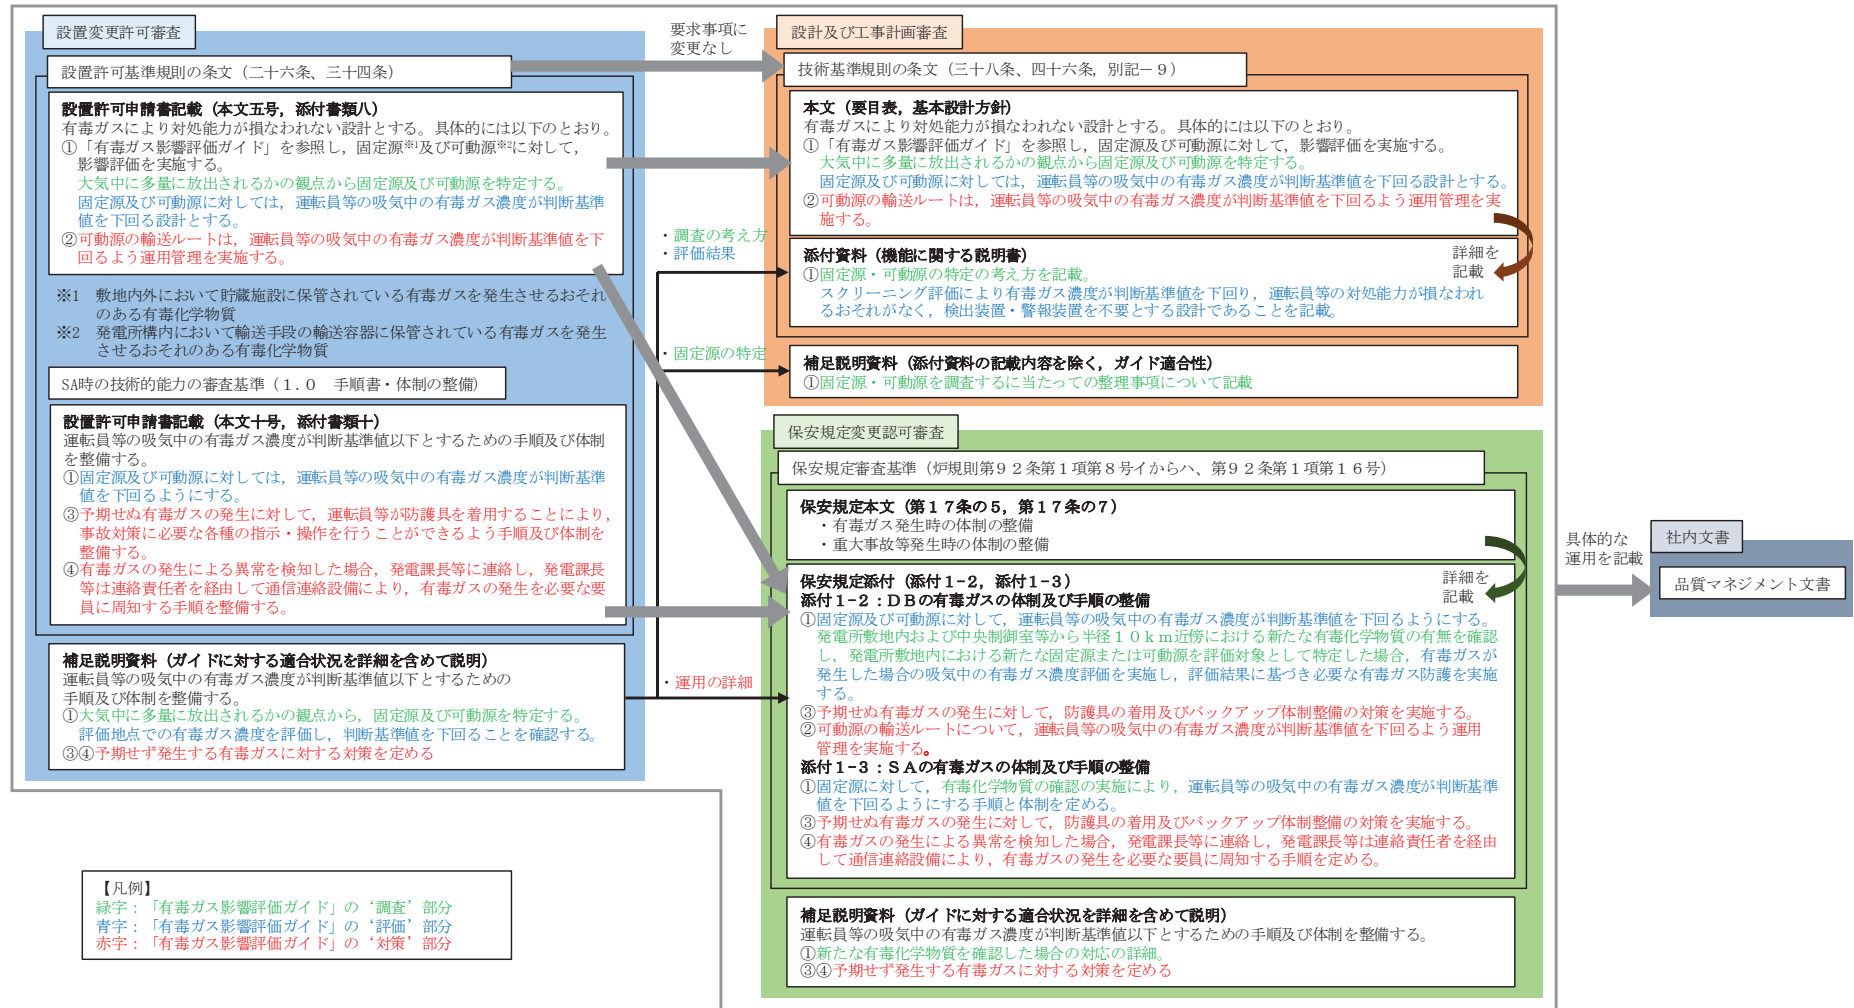 設置変更許可審査
設置許可基準規則の条文（二十六条、三十四条）
設置許可申請書記載（本文五号，添付書類八）
有毒ガスにより対処能力が損なわれない設計とする。具体的には以下のとおり。
①「有毒ガス影響評価ガイド」を参照し，固定源※1及び可動源※2に対して，
影響評価を実施する。
大気中に多量に放出されるかの観点から固定源及び可動源を特定する。
固定源及び可動源に対しては，運転員等の吸気中の有毒ガス濃度が判断基準
値を下回る設計とする。
②可動源の輸送ルートは，運転員等の吸気中の有毒ガス濃度が判断基準値を下
回るよう運用管理を実施する。
※1　敷地内外において貯蔵施設に保管されている有毒ガスを発生させるおそれ
のある有毒化学物質
※2　発電所構内において輸送手段の輸送容器に保管されている有毒ガスを発生
させるおそれのある有毒化学物質
SA時の技術的能力の審査基準（１.０　手順書・体制の整備）
設置許可申請書記載（本文十号，添付書類十）
運転員等の吸気中の有毒ガス濃度が判断基準値以下とするための手順及び体制
を整備する。
①固定源及び可動源に対しては，運転員等の吸気中の有毒ガス濃度が判断基準
値を下回るようにする。
③予期せぬ有毒ガスの発生に対して，運転員等が防護具を着用することにより，
事故対策に必要な各種の指示・操作を行うことができるよう手順及び体制を
整備する。
④有毒ガスの発生による異常を検知した場合，発電課長等に連絡し，発電課長
等は連絡責任者を経由して通信連絡設備により，有毒ガスの発生を必要な要
員に周知する手順を整備する。
補足説明資料（ガイドに対する適合状況を詳細を含めて説明）
運転員等の吸気中の有毒ガス濃度が判断基準値以下とするための
手順及び体制を整備する。
①大気中に多量に放出されるかの観点から，固定源及び可動源を特定する。
評価地点での有毒ガス濃度を評価し，判断基準値を下回ることを確認する。
③④予期せず発生する有毒ガスに対する対策を定める
【凡例】
緑字：「有毒ガス影響評価ガイド」の‘調査’部分
青字：「有毒ガス影響評価ガイド」の‘評価’部分
赤字：「有毒ガス影響評価ガイド」の‘対策’部分
要求事項に
変更なし
・調査の考え方
・評価結果
・固定源の特定
・運用の詳細
設計及び工事計画審査
技術基準規則の条文（三十八条、四十六条，別記－９）
本文（要目表，基本設計方針）
有毒ガスにより対処能力が損なわれない設計とする。具体的には以下のとおり。
①「有毒ガス影響評価ガイド」を参照し，固定源及び可動源に対して，影響評価を実施する。
大気中に多量に放出されるかの観点から固定源及び可動源を特定する。
固定源及び可動源に対しては，運転員等の吸気中の有毒ガス濃度が判断基準値を下回る設計とする。
②可動源の輸送ルートは，運転員等の吸気中の有毒ガス濃度が判断基準値を下回るよう運用管理を実
施する。
添付資料（機能に関する説明書）
①固定源・可動源の特定の考え方を記載。
スクリーニング評価により有毒ガス濃度が判断基準値を下回り，運転員等の対処能力が損なわれ
るおそれがなく，検出装置・警報装置を不要とする設計であることを記載。
詳細を
記載
補足説明資料（添付資料の記載内容を除く，ガイド適合性）
①固定源・可動源を調査するに当たっての整理事項について記載
保安規定変更認可審査
保安規定審査基準（炉規則第９２条第１項第８号イからハ、第９２条第１項第１６号）
保安規定本文（第１７条の５，第１７条の７）
・有毒ガス発生時の体制の整備
・重大事故等発生時の体制の整備
詳細を
記載
保安規定添付（添付１-２，添付１-３）
添付１-２：ＤＢの有毒ガスの体制及び手順の整備
①固定源及び可動源に対して，運転員等の吸気中の有毒ガス濃度が判断基準値を下回るようにする。
発電所敷地内および中央制御室等から半径１０ｋｍ近傍における新たな有毒化学物質の有無を確認
し，発電所敷地内における新たな固定源または可動源を評価対象として特定した場合，有毒ガスが
発生した場合の吸気中の有毒ガス濃度評価を実施し，評価結果に基づき必要な有毒ガス防護を実施
する。
③予期せぬ有毒ガスの発生に対して，防護具の着用及びバックアップ体制整備の対策を実施する。
②可動源の輸送ルートについて，運転員等の吸気中の有毒ガス濃度が判断基準値を下回るよう運用
管理を実施する。
添付１-３：ＳＡの有毒ガスの体制及び手順の整備
①固定源に対して，有毒化学物質の確認の実施により，運転員等の吸気中の有毒ガス濃度が判断基準
値を下回るようにする手順と体制を定める。
③予期せぬ有毒ガスの発生に対して，防護具の着用及びバックアップ体制整備の対策を実施する。
④有毒ガスの発生による異常を検知した場合，発電課長等に連絡し，発電課長等は連絡責任者を経由
して通信連絡設備により，有毒ガスの発生を必要な要員に周知する手順を定める。
補足説明資料（ガイドに対する適合状況を詳細を含めて説明）
運転員等の吸気中の有毒ガス濃度が判断基準値以下とするための手順及び体制を整備する。
①新たな有毒化学物質を確認した場合の対応の詳細。
③④予期せず発生する有毒ガスに対する対策を定める
具体的な
運用を記載
社内文書
品質マネジメント文書